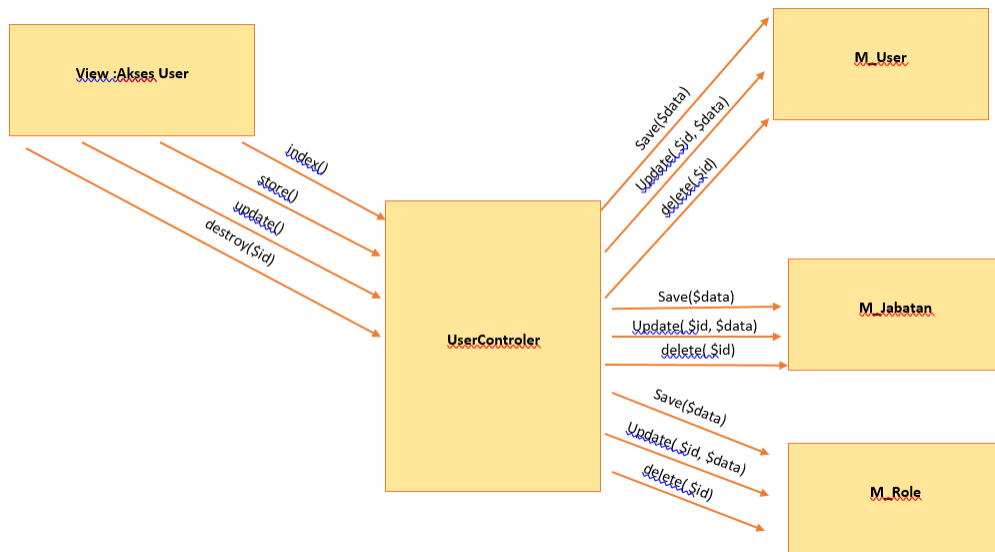 View :Akses User
index()
store()
update()
destroy($id)
UserControler
Save($data)
Update( $id, $data)
delete( $id)
M_User
Save($data)
Update( $id, $data)
delete( $id)
M_Jabatan
Save($data)
Update( $id, $data)
delete( $id)
M_Role